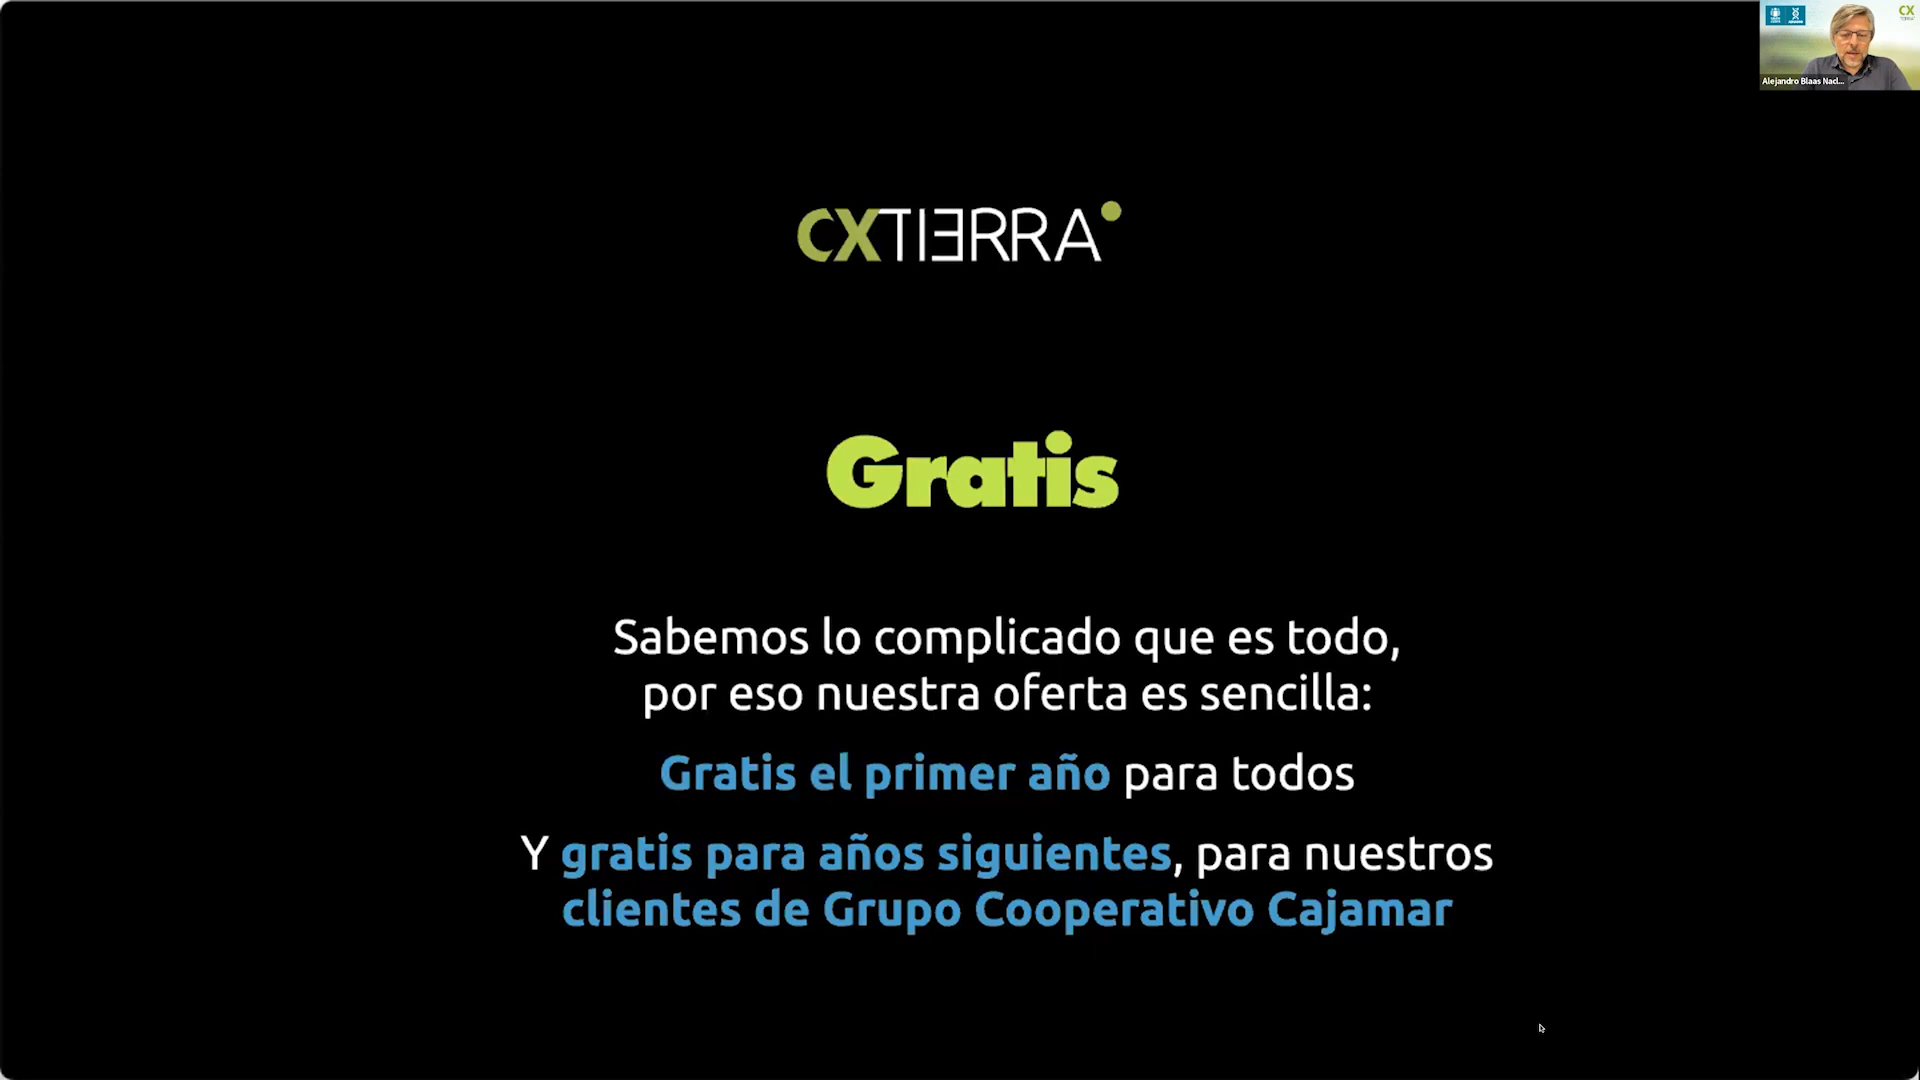 CX
Alejandro Blaas Nacl...
CXTIERRA
Gratis
Sabemos lo complicado que es todo,
por eso nuestra oferta es sencilla:
Gratis el primer año para todos
Y gratis para años siguientes, para nuestros
clientes de Grupo Cooperativo Cajamar